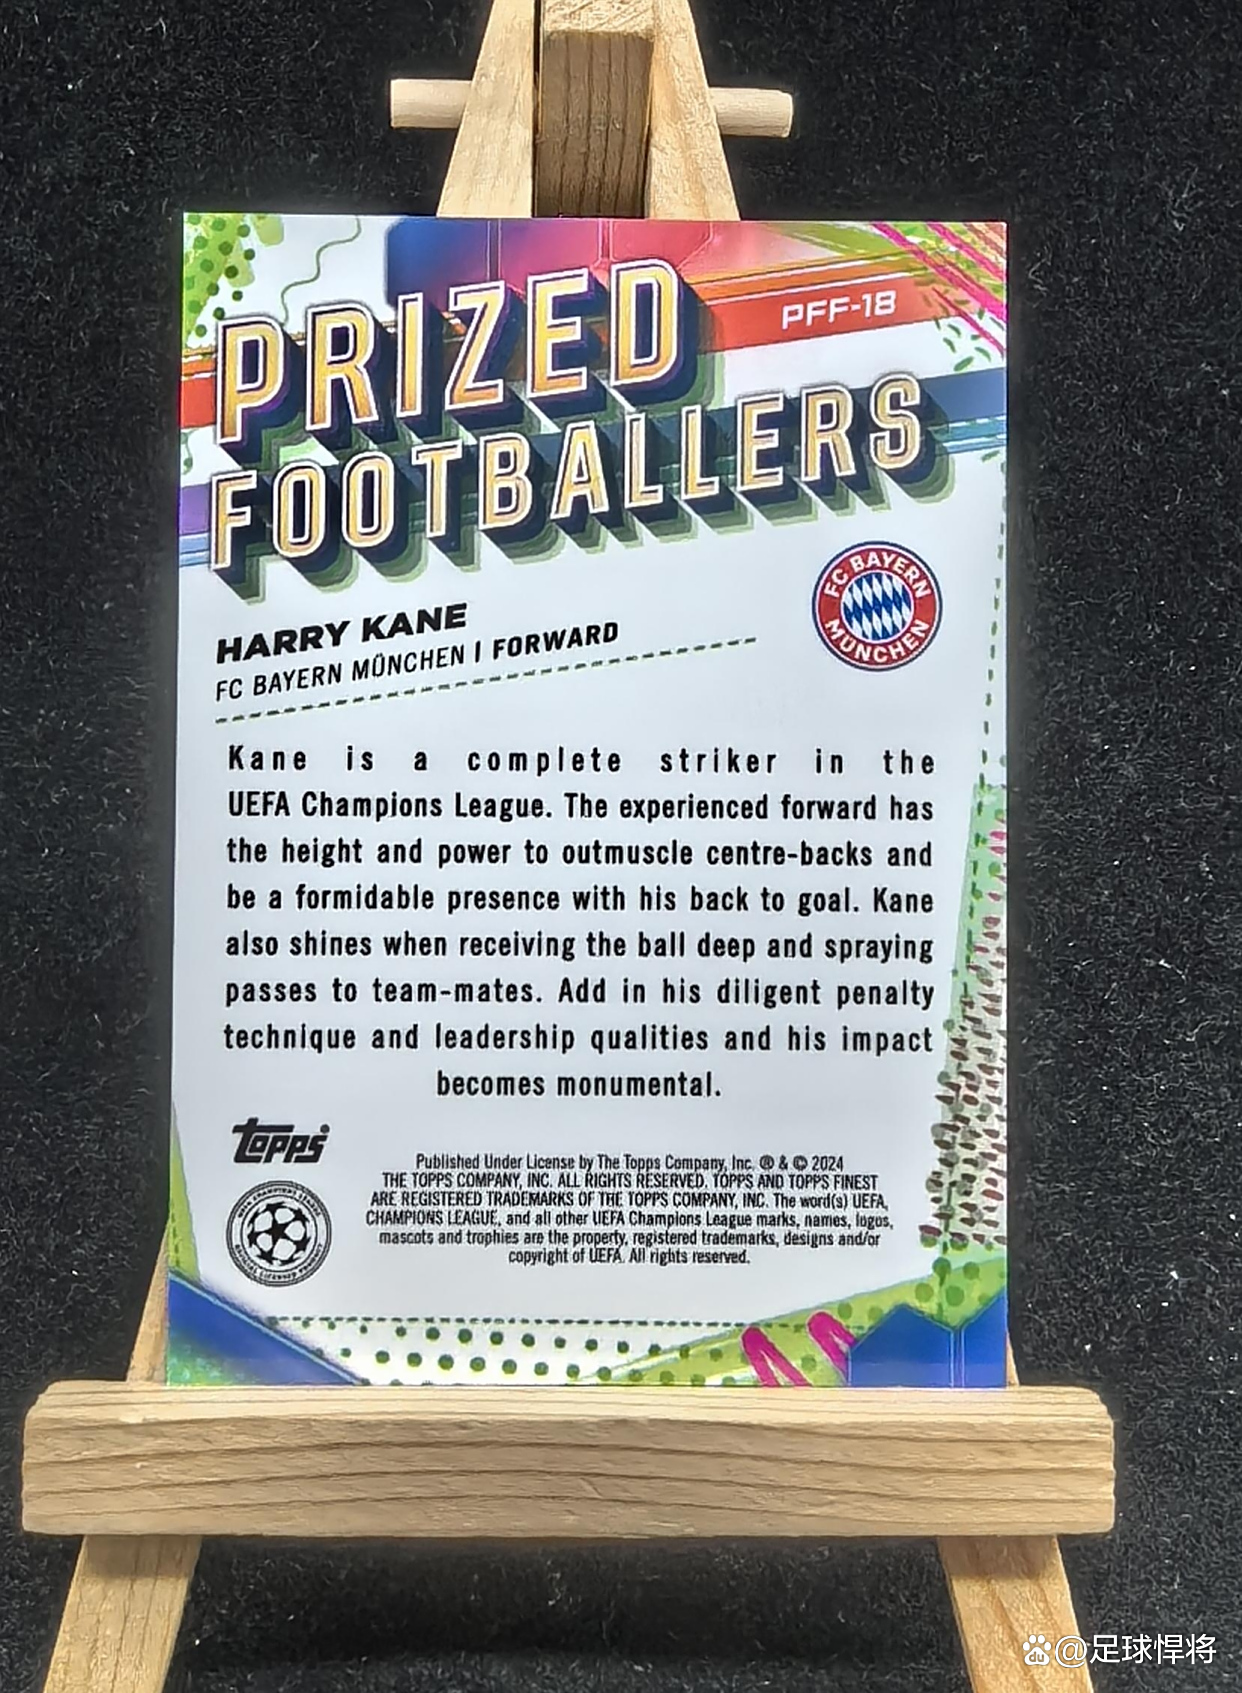 PRIZED
PFF-18
FOOTBALLERS
FC BAYERN
MÜNCHEN
HARRY KANE
FC BAYERN MÜNCHEN | FORWARD
Kane is a complete striker in the
UEFA Champions League. The experienced forward has
the height and power to outmuscle centre-backs and
be a formidable presence with his back to goal. Kane
also shines when receiving the ball deep and spraying
passes to team-mates. Add in his diligent penalty
technique and leadership qualities and his impact
becomes monumental.
Topps
Published Under License by The Topps Company, Inc. ® & © 2024
THE TOPPS COMPANY, INC. ALL RIGHTS RESERVED. TOPPS AND TOPPS FINEST
ARE REGISTERED TRADEMARKS OF THE TOPPS COMPANY, INC. The word(s) UEFA,
CHAMPIONS LEAGUE, and all other UEFA Champions League marks, names, logos,
mascots and trophies are the property, registered trademarks, designs and/or
copyright of UEFA. All rights reserved.
@足球悍将